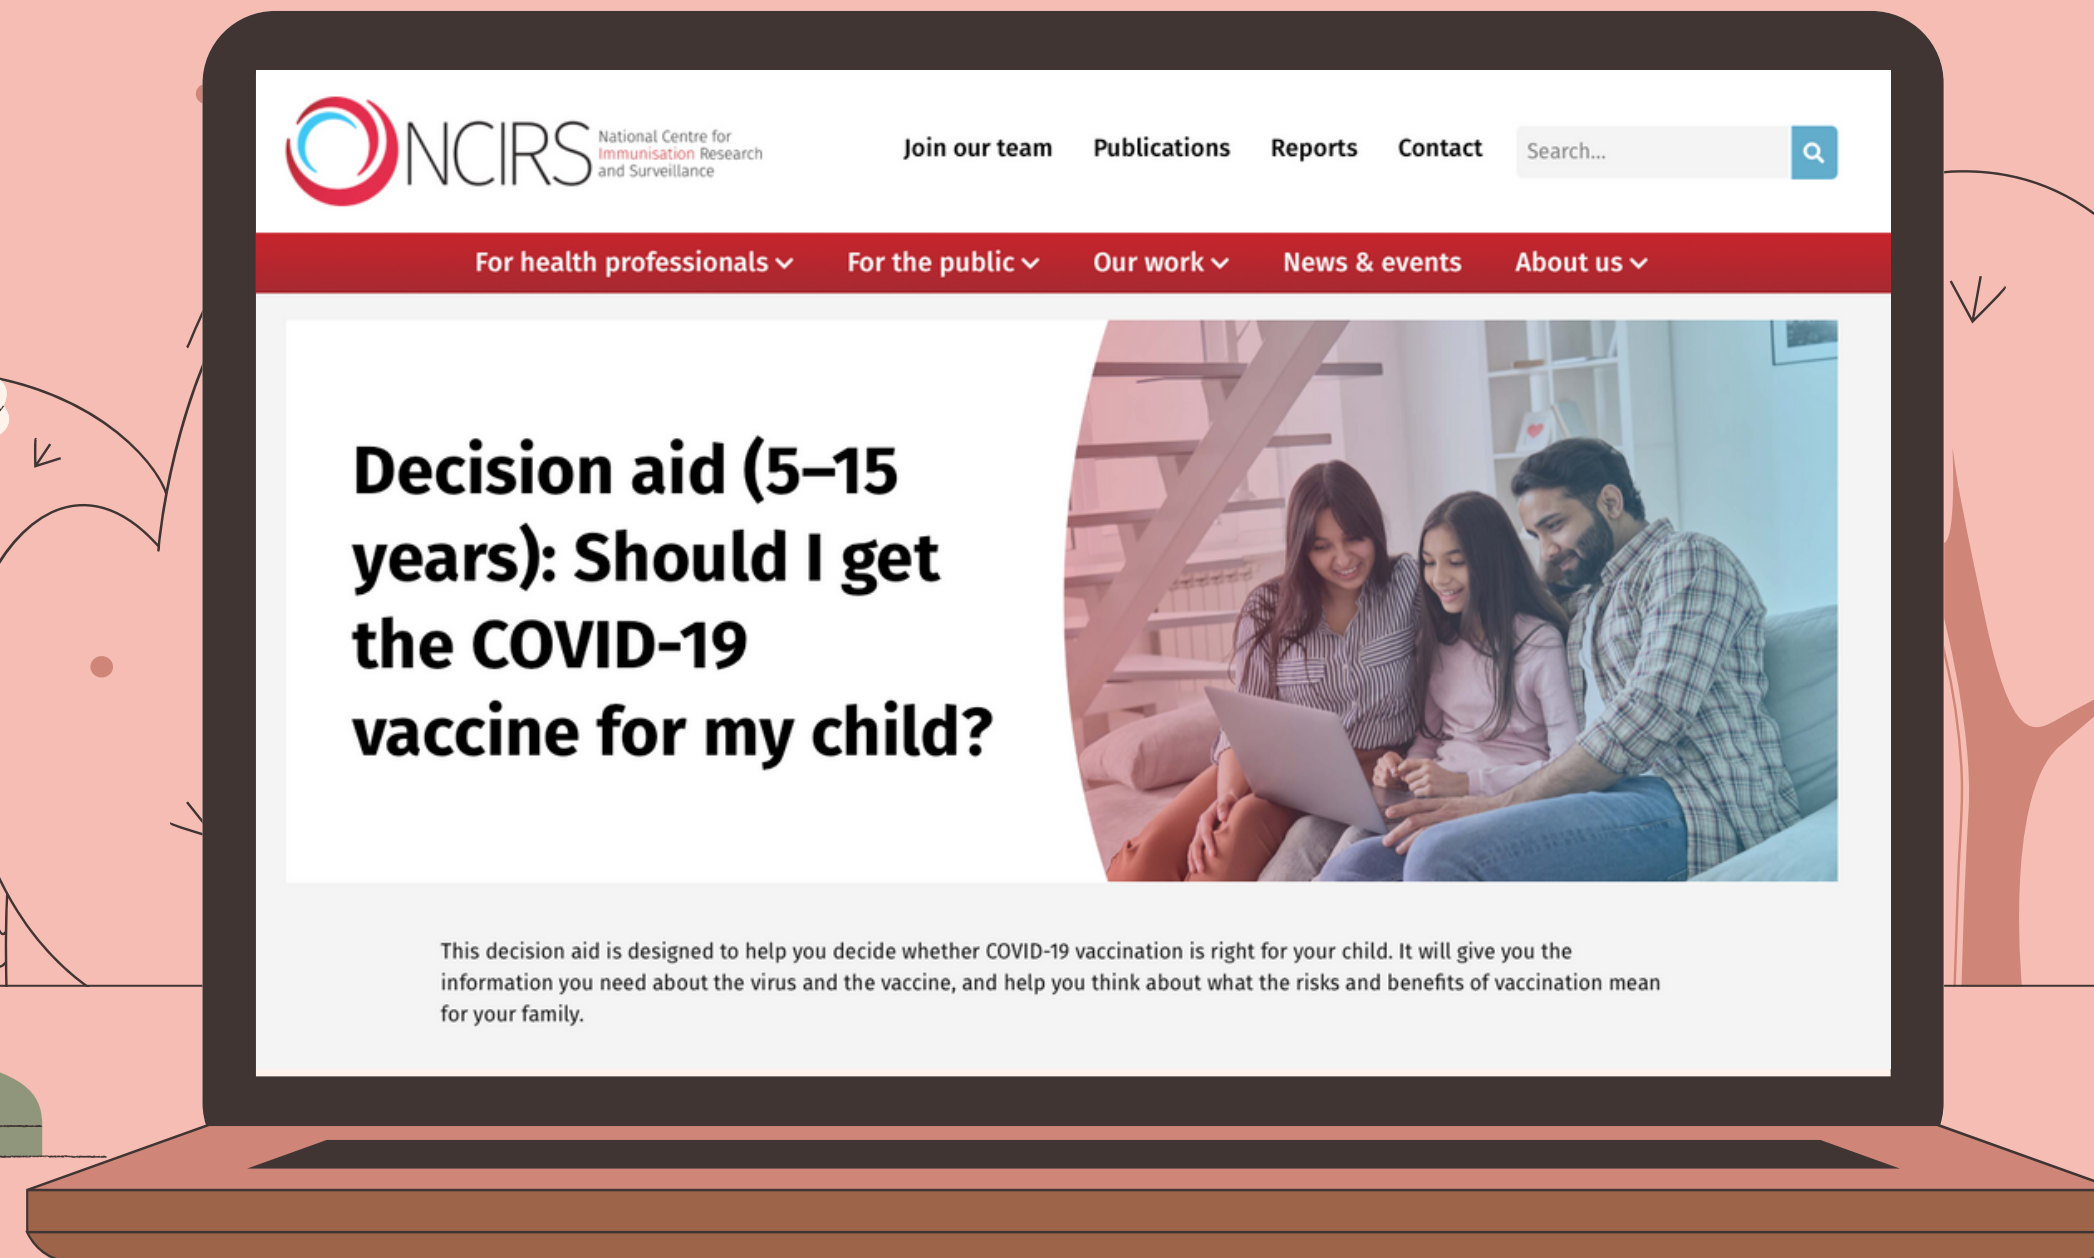 NCIRS
National Centre for
Immunisation Research
and Surveillance
Join our team
Publications
Reports
Contact
Search...
For health professionals
For the public
Our work
News & events
About us
Decision aid (5–15
years): Should I get
the COVID-19
vaccine for my child?
This decision aid is designed to help you decide whether COVID-19 vaccination is right for your child. It will give you the
information you need about the virus and the vaccine, and help you think about what the risks and benefits of vaccination mean
for your family.